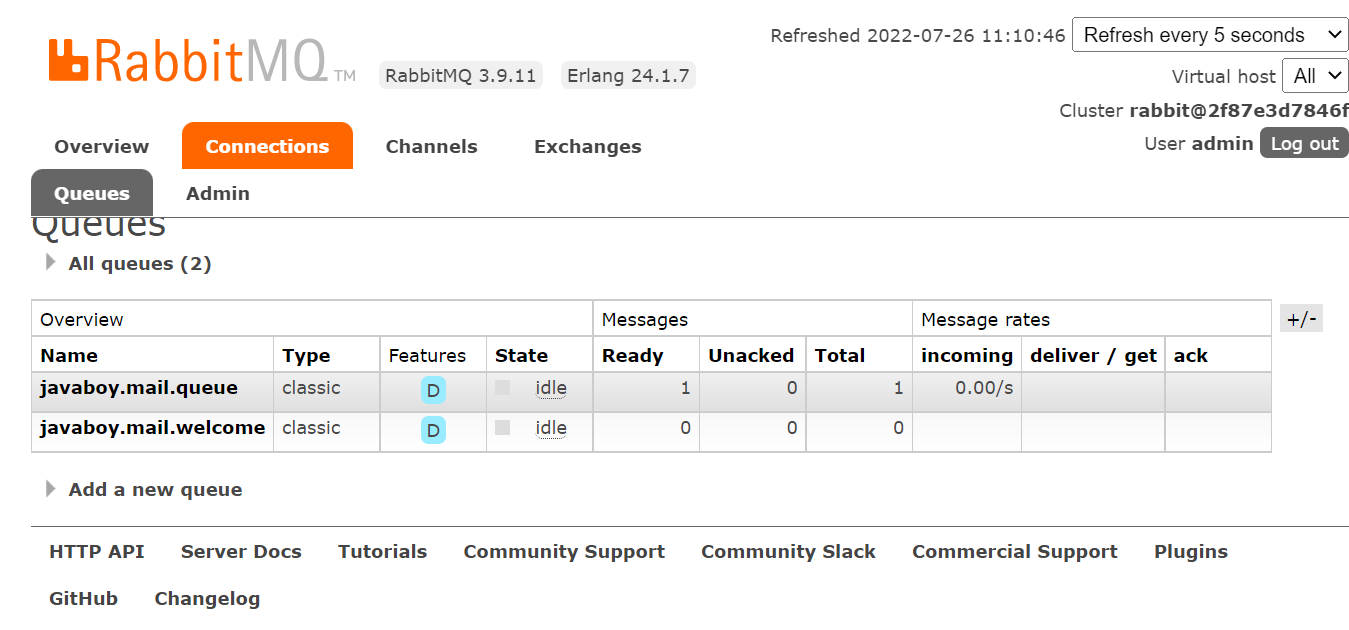 Refreshed 2022-07-26 11:10:46 Refresh every 5 seconds
RabbitMQ TM RabbitMQ 3.9.11 Erlang 24.1.7
Virtual host All
Cluster rabbit@2f87e3d7846f
User admin Log out
Overview Connections Channels Exchanges
Queues Admin
Queues
All queues (2)
Overview Messages Message rates +/-
Name Type Features State Ready Unacked Total incoming deliver / get ack
javaboy.mail.queue classic D idle 1 0 1 0.00/s
javaboy.mail.welcome classic D idle 0 0 0
Add a new queue
HTTP API Server Docs Tutorials Community Support Community Slack Commercial Support Plugins
GitHub Changelog